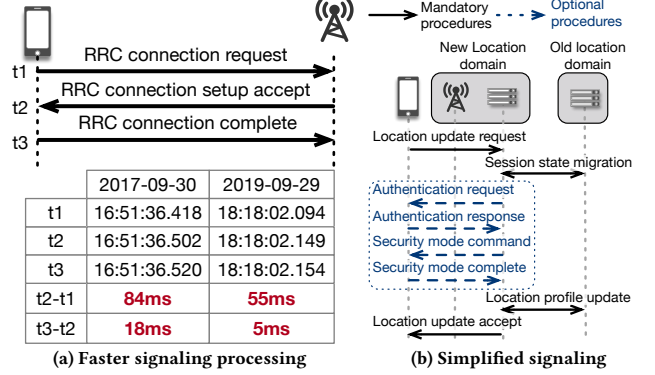 RRC connection request
t1
RRC connection setup accept
t2
RRC connection complete
t3
2017-09-30 2019-09-29
t1 16:51:36.418 18:18:02.094
t2 16:51:36.502 18:18:02.149
t3 16:51:36.520 18:18:02.154
t2-t1 84ms 55ms
t3-t2 18ms 5ms
(a) Faster signaling processing
Mandatory
procedures
Optional
procedures
New Location
domain
Old location
domain
Location update request
Session state migration
Authentication request
Authentication response
Security mode command
Security mode complete
Location profile update
Location update accept
(b) Simplified signaling